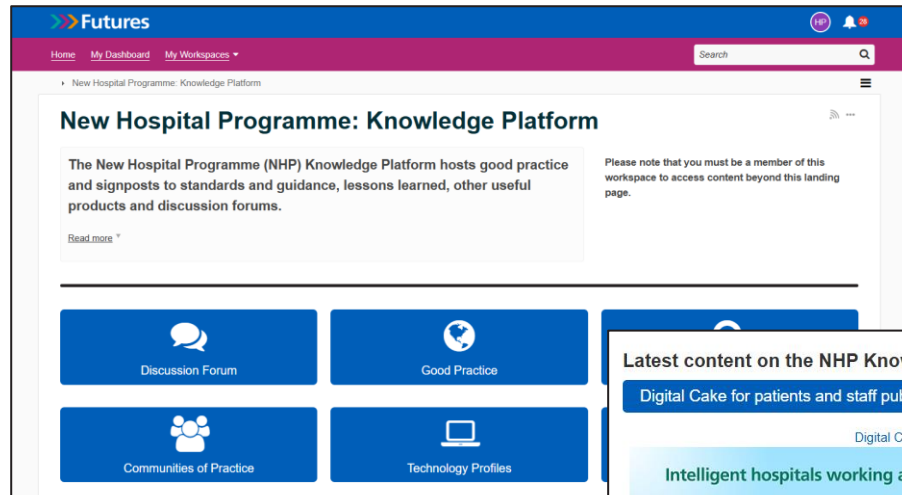 Futures
HP
28
Home My Dashboard My Workspaces
Search
New Hospital Programme: Knowledge Platform
New Hospital Programme: Knowledge Platform
The New Hospital Programme (NHP) Knowledge Platform hosts good practice
and signposts to standards and guidance, lessons learned, other useful
products and discussion forums.
Read more
Please note that you must be a member of this
workspace to access content beyond this landing
page.
Discussion Forum
Good Practice
Communities of Practice
Technology Profiles
Latest content on the NHP Kno
Digital Cake for patients and staff pub
Digital C
Intelligent hospitals working a